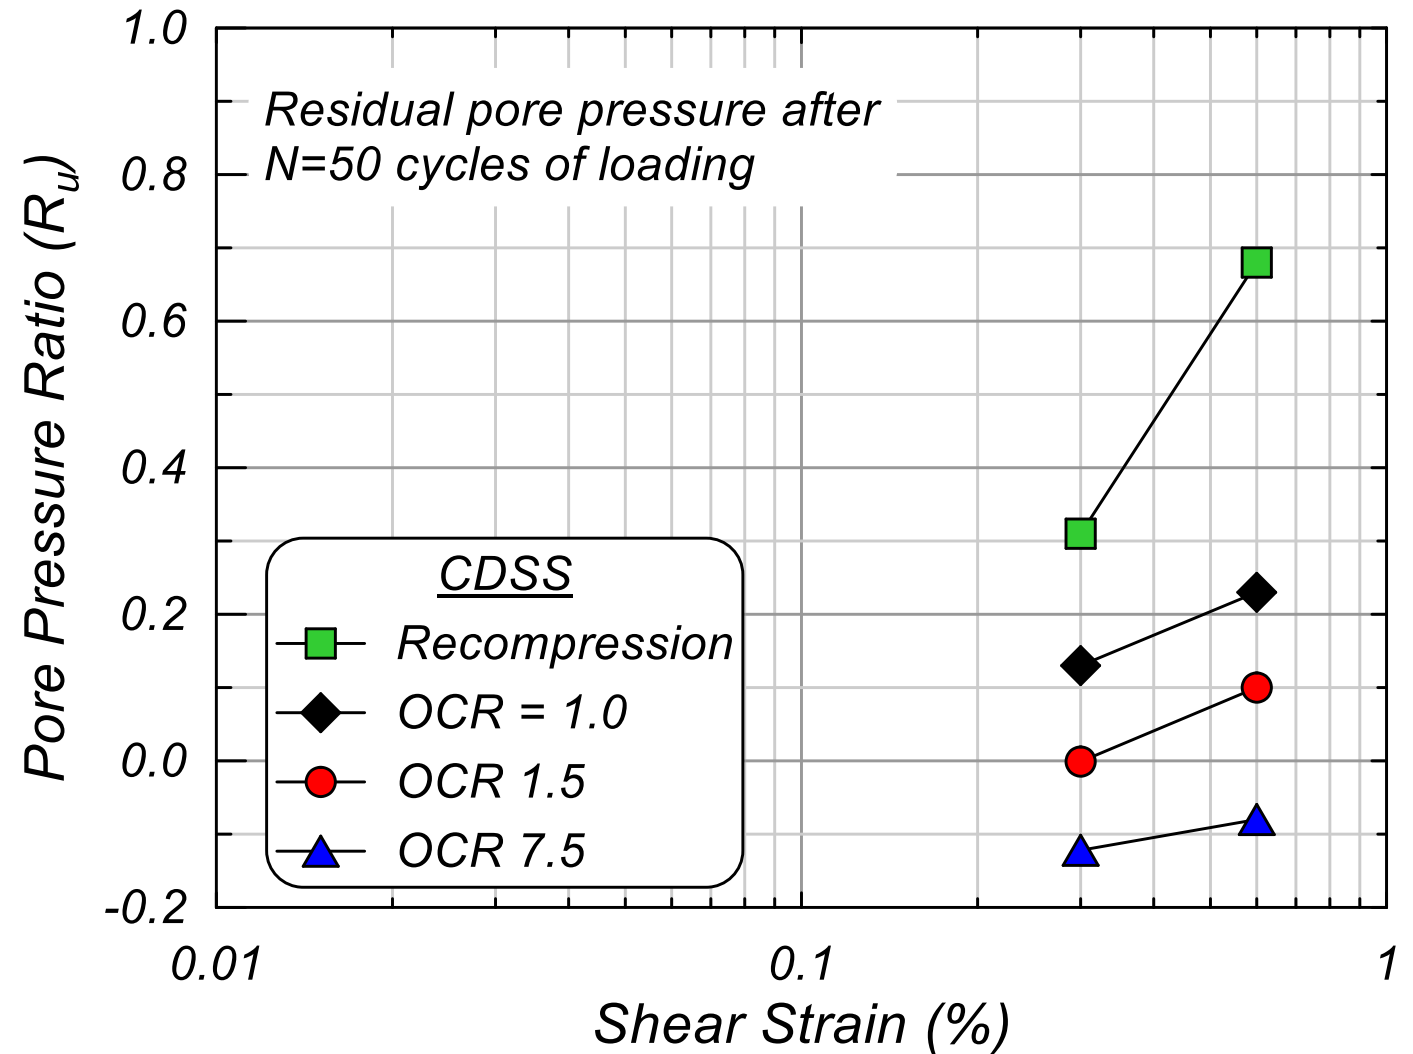 1.0
Residual pore pressure after
N=50 cycles of loading
0.8
0.6
0.4
0.2
0.0
-0.2
Pore Pressure Ratio (Ru)
CDSS
Recompression
OCR = 1.0
OCR 1.5
OCR 7.5
0.01
0.1
1
Shear Strain (%)